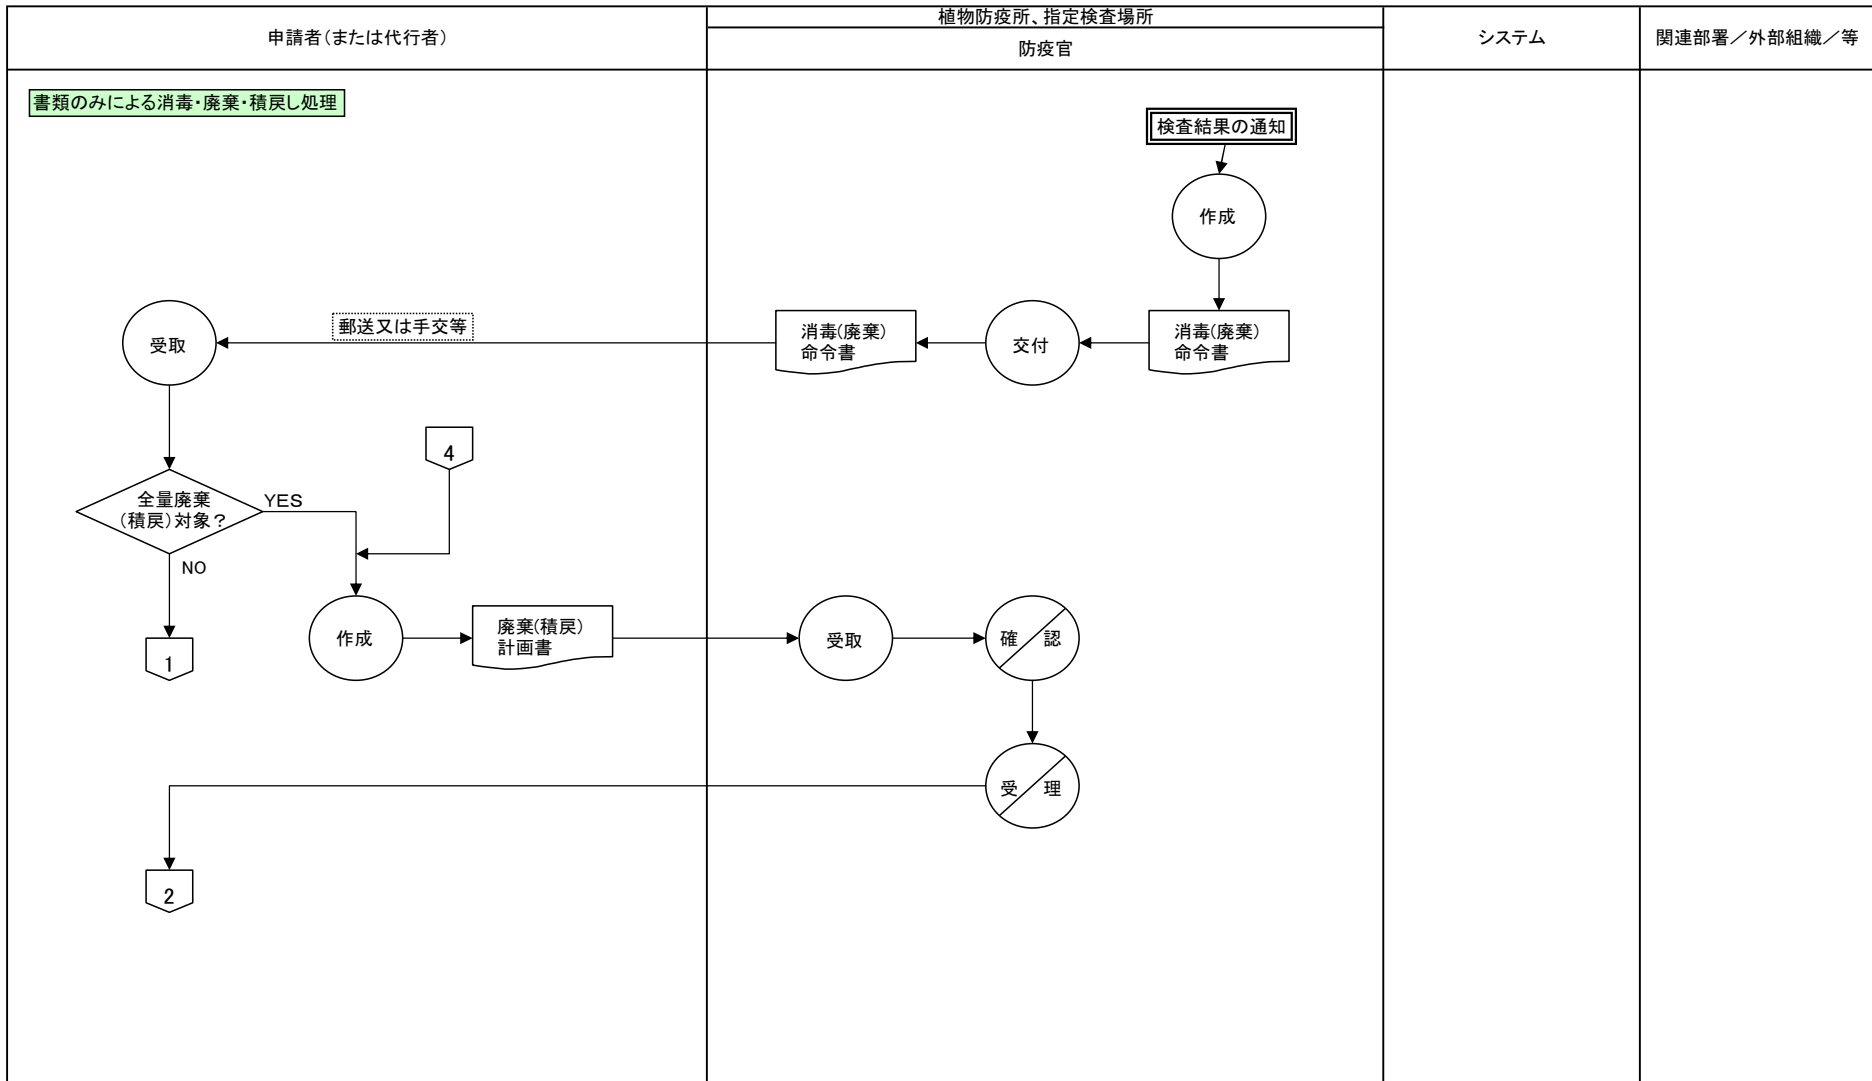 申請者（または代行者）
植物防疫所、指定検査場所
防疫官
システム
関連部署／外部組織／等
書類のみによる消毒・廃棄・積戻し処理
検査結果の通知
作成
受取
郵送又は手交等
消毒(廃棄)
命令書
交付
消毒(廃棄)
命令書
4
全量廃棄
（積戻）対象？
YES
NO
1
作成
廃棄(積戻)
計画書
受取
確 認
受 理
2